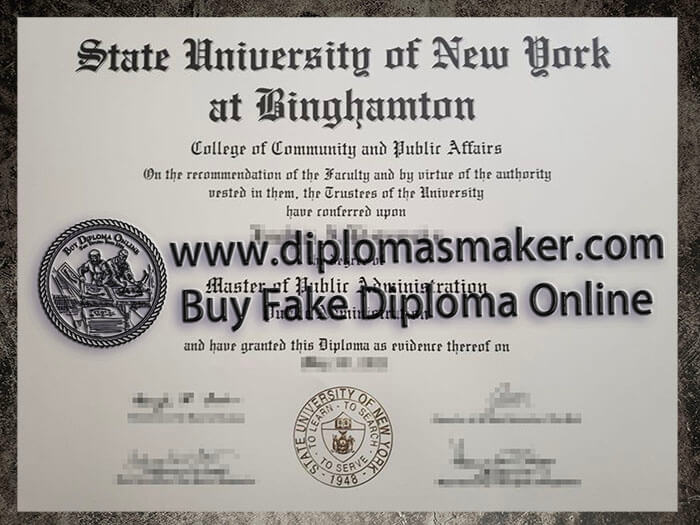 State University of New York
at Binghamton
College of Community and Public Affairs
On the recommendation of the Faculty and by virtue of the authority
vested in them, the Trustees of the University
have conferred upon
BUY DIPLOMA ONLINE
www.diplomasmaker.com
Master of Public Administration
Buy Fake Diploma Online
and have granted this Diploma as evidence thereof on
STATE UNIVERSITY OF NEW YORK
TO LEARN - TO SEARCH
TO SERVE
1948